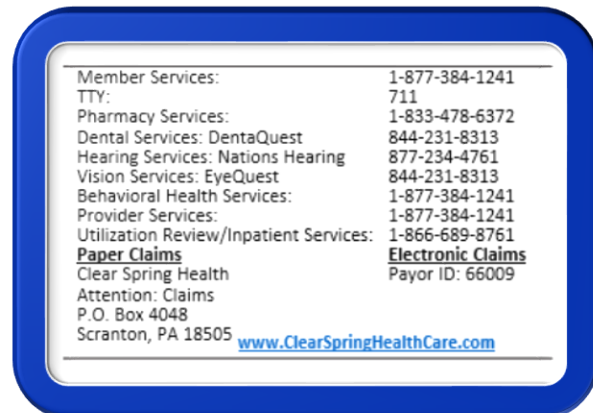 Member Services: 1-877-384-1241
TTY: 711
Pharmacy Services: 1-833-478-6372
Dental Services: DentaQuest 844-231-8313
Hearing Services: Nations Hearing 877-234-4761
Vision Services: EyeQuest 844-231-8313
Behavioral Health Services: 1-877-384-1241
Provider Services: 1-877-384-1241
Utilization Review/Inpatient Services: 1-866-689-8761
Paper Claims Electronic Claims
Clear Spring Health Payor ID: 66009
Attention: Claims
P.O. Box 4048
Scranton, PA 18505 www.ClearSpringHealthCare.com